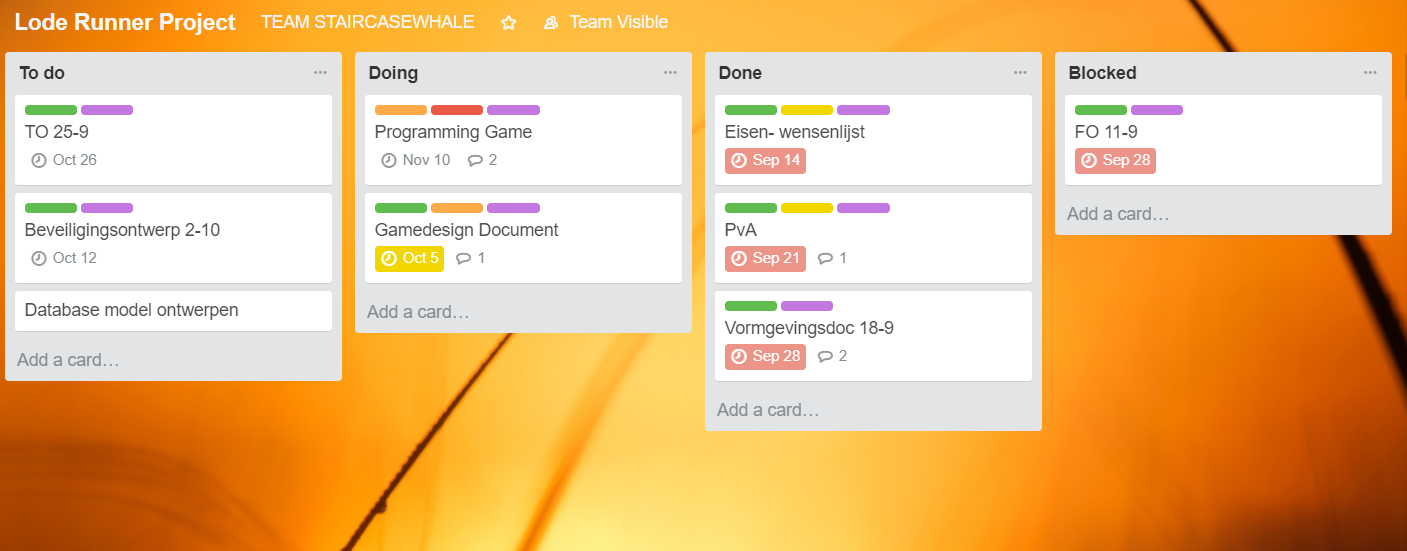 Lode Runner Project TEAM STAIRCASEWHALE Team Visible
To do
TO 25-9
Oct 26
Beveiligingsontwerp 2-10
Oct 12
Database model ontwerpen
Add a card…
Doing
Programming Game
Nov 10 2
Gamedesign Document
Oct 5 1
Add a card…
Done
Eisen- wensenlijst
Sep 14
PvA
Sep 21 1
Vormgevingsdoc 18-9
Sep 28 2
Add a card…
Blocked
FO 11-9
Sep 28
Add a card…